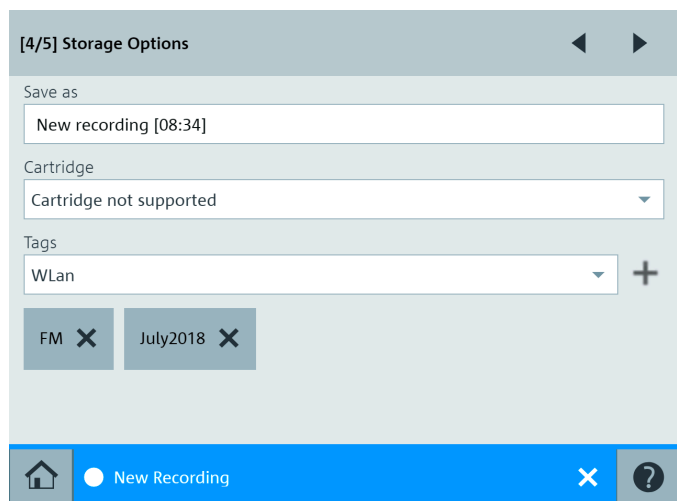 [4/5] Storage Options
Save as
New recording [08:34]
Cartridge
Cartridge not supported
Tags
WLan
FM
July2018
New Recording
?